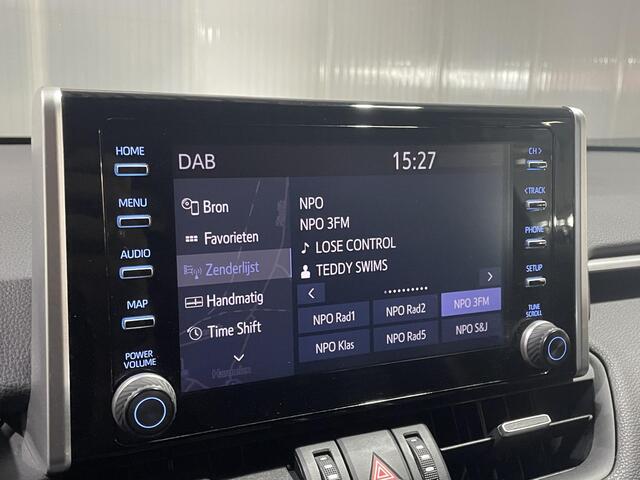 HOME
MENU
AUDIO
MAP
POWER
VOLUME
DAB
15:27
Bron
Favorieten
Zenderlijst
Handmatig
Time Shift
NPO
NPO 3FM
LOSE CONTROL
TEDDY SWIMS
<
>
NPO Rad1
NPO Rad2
NPO 3FM
NPO Klas
NPO Rad5
NPO S&J
CH >
< TRACK
PHONE
SETUP
TUNE
SCROLL